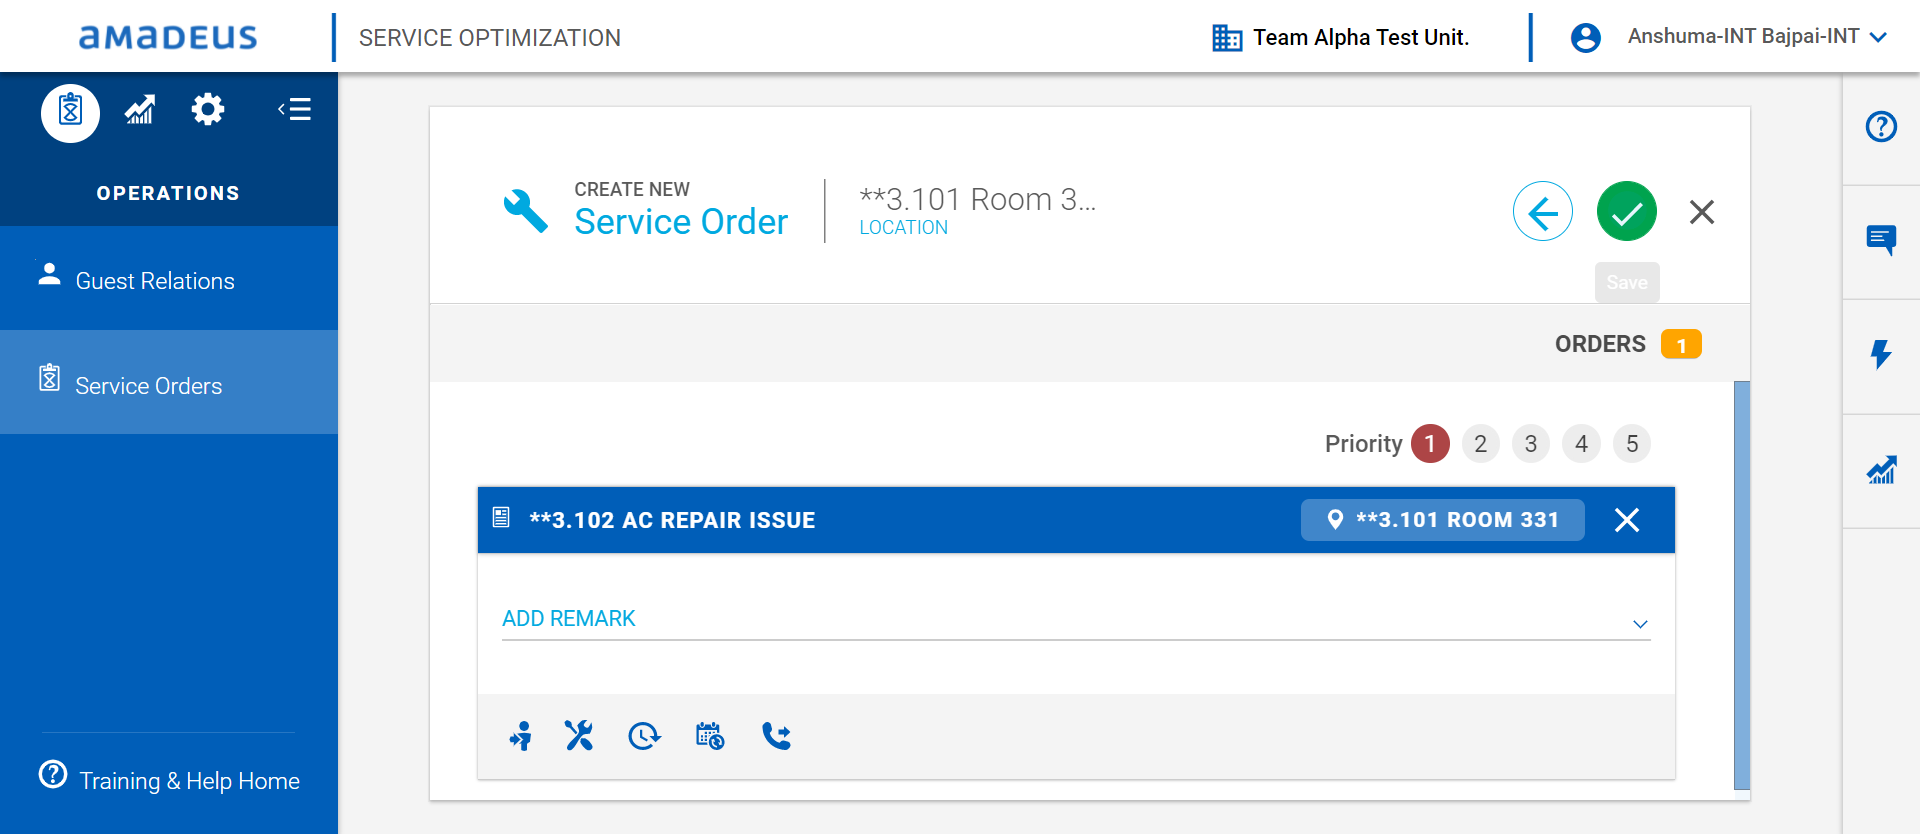 amadeus
SERVICE OPTIMIZATION
Team Alpha Test Unit.
Anshuma-INT Bajpai-INT
OPERATIONS
Guest Relations
Service Orders
Training & Help Home
CREATE NEW
Service Order
**3.101 Room 3...
LOCATION
Save
ORDERS 1
Priority 1 2 3 4 5
**3.102 AC REPAIR ISSUE
**3.101 ROOM 331
ADD REMARK